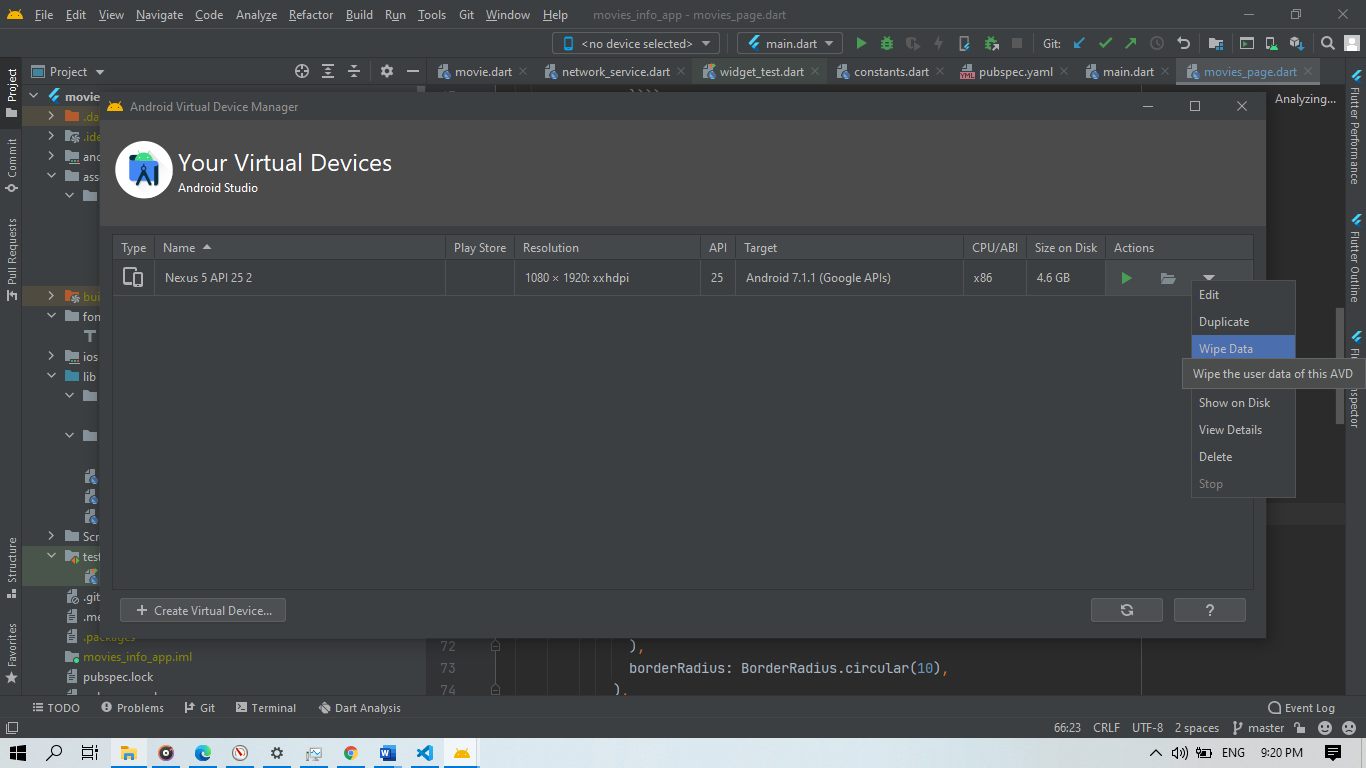 File Edit View Navigate Code Analyze Refactor Build Run Tools Git Window Help movies_info_app - movies_page.dart
<no device selected> main.dart Git:
Project
Project movie.dart network_service.dart widget_test.dart constants.dart pubspec.yaml main.dart movies_page.dart
movie
Analyzing...
Android Virtual Device Manager
Your Virtual Devices
Android Studio
Type Name Play Store Resolution API Target CPU/ABI Size on Disk Actions
Nexus 5 API 25 2 1080 × 1920: xxhdpi 25 Android 7.1.1 (Google APIs) x86 4.6 GB
Edit
Duplicate
Wipe Data
Wipe the user data of this AVD
Show on Disk
View Details
Delete
Stop
Create Virtual Device...
?
.da
.ide
and
ass
bui
fon
ios
lib
Scr
test
.git
.me
.packages
movies_info_app.iml
pubspec.lock
Commit
Pull Requests
Structure
Favorites
Flutter Performance
Flutter Outline
72 ),
73 borderRadius: BorderRadius.circular(10),
74 ),
TODO Problems Git Terminal Dart Analysis Event Log
66:23 CRLF UTF-8 2 spaces master
ENG 9:20 PM